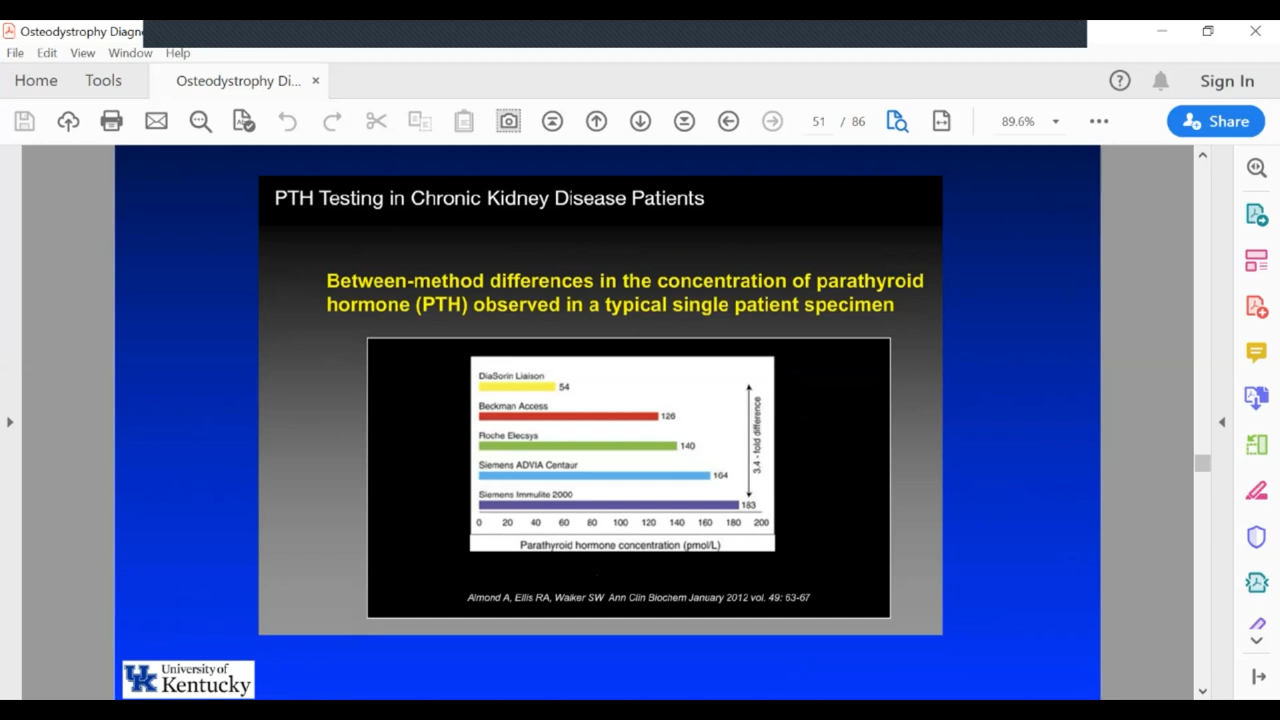 Osteodystrophy Diagn
File Edit View Window Help
Home Tools Osteodystrophy Di... ×
Sign In
51 / 86
89.6%
Share
PTH Testing in Chronic Kidney Disease Patients
Between-method differences in the concentration of parathyroid
hormone (PTH) observed in a typical single patient specimen
DiaSorin Liaison
54
Beckman Access
126
Roche Elecsys
140
Siemens ADVIA Centaur
164
Siemens Immulite 2000
183
3.4 - fold difference
0 20 40 60 80 100 120 140 160 180 200
Parathyroid hormone concentration (pmol/L)
Almond A, Ellis RA, Walker SW Ann Clin Biochem January 2012 vol. 49: 63-67
UK
University of
Kentucky